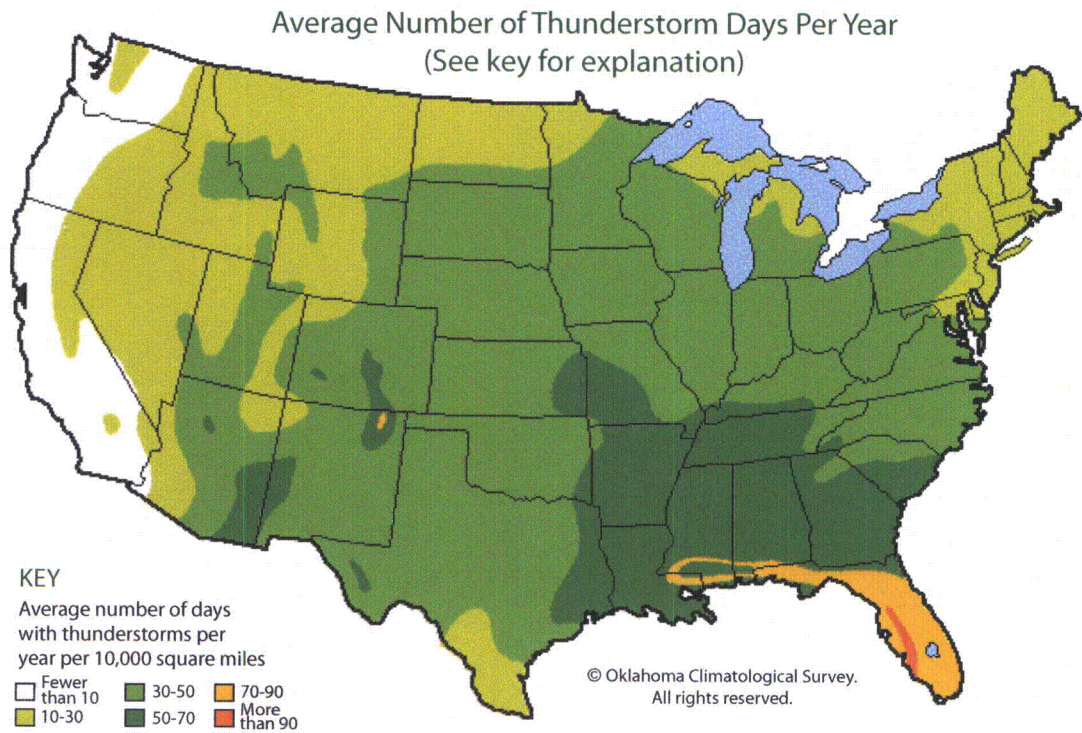 Average Number of Thunderstorm Days Per Year
(See key for explanation)
KEY
Average number of days
with thunderstorms per
year per 10,000 square miles
Fewer
than 10
10-30
30-50
50-70
70-90
More
than 90
© Oklahoma Climatological Survey.
All rights reserved.